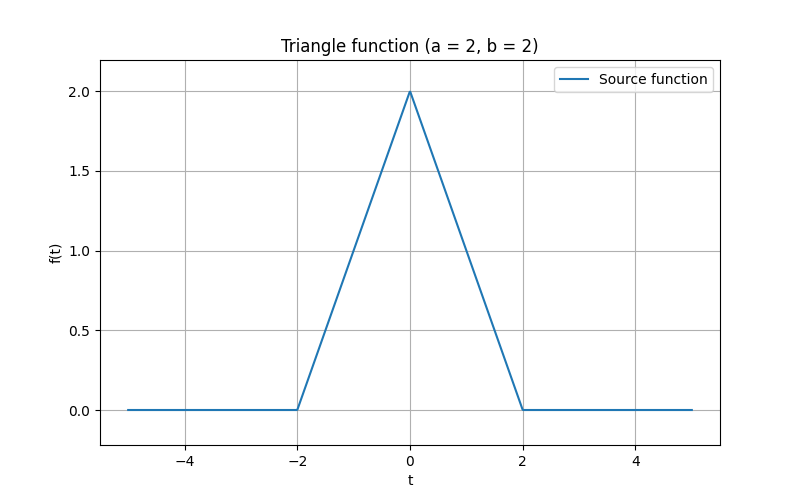 Triangle function (a = 2, b = 2)
Source function
2.0
1.5
1.0
0.5
0.0
f(t)
−4 −2 0 2 4
t